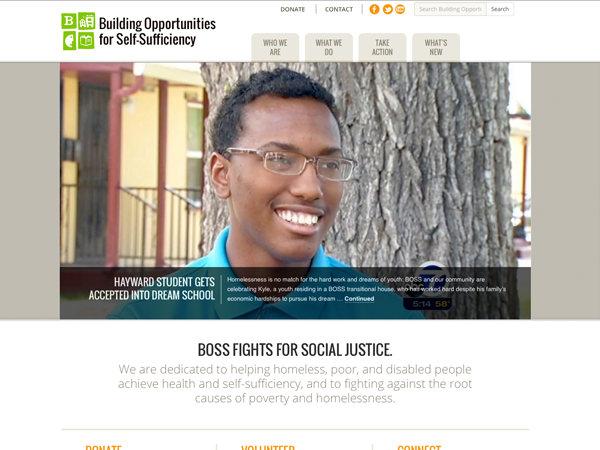 DONATE
CONTACT
Search Building Opportu
Search
B
Building Opportunities
for Self-Sufficiency
WHO WE
ARE
WHAT WE
DO
TAKE
ACTION
WHAT'S
NEW
HAYWARD STUDENT GETS
ACCEPTED INTO DREAM SCHOOL
Homelessness is no match for the hard work and dreams of youth: BOSS and our community are
celebrating Kyle, a youth residing in a BOSS transitional house, who has worked hard despite his family's
economic hardships to pursue his dream … Continued
abc 7
5:14 58°
BOSS FIGHTS FOR SOCIAL JUSTICE.
We are dedicated to helping homeless, poor, and disabled people
achieve health and self-sufficiency, and to fighting against the root
causes of poverty and homelessness.
DONATE
VOLUNTEER
CONNECT